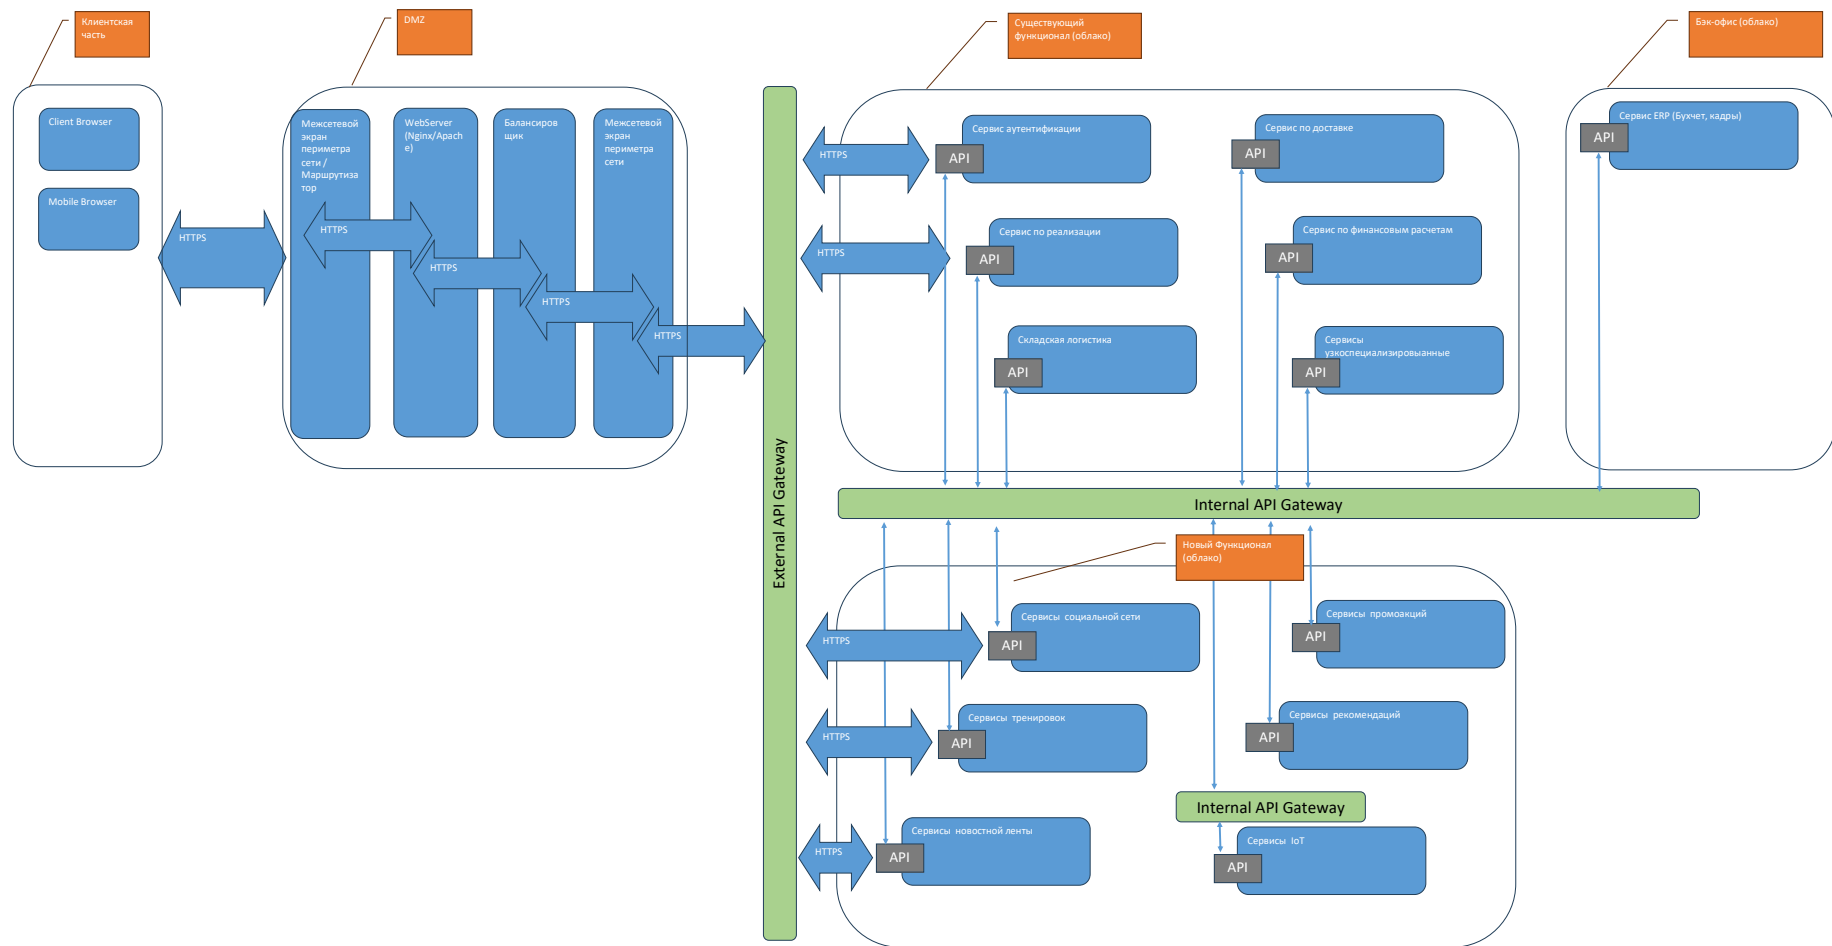 Клиентская
часть
Client Browser
Mobile Browser
HTTPS
DMZ
Межсетевой
экран
периметра
сети /
Маршрутиза
тор
WebServer
(Nginx/Apach
e)
Балансиров
щик
Межсетевой
экран
периметра
сети
HTTPS
HTTPS
HTTPS
HTTPS
External API Gateway
Существующий
функционал (облако)
HTTPS
Сервис аутентификации
API
Сервис по доставке
API
HTTPS
Сервис по реализации
API
Сервис по финансовым расчетам
API
Складская логистика
API
Сервисы
узкоспециализировыанные
API
Бэк-офис (облако)
Сервис ERP (Бухчет, кадры)
API
Internal API Gateway
Новый Функционал
(облако)
HTTPS
Сервисы социальной сети
API
Сервисы промоакций
API
HTTPS
Сервисы тренировок
API
Сервисы рекомендаций
API
Internal API Gateway
HTTPS
Сервисы новостной ленты
API
Сервисы IoT
API